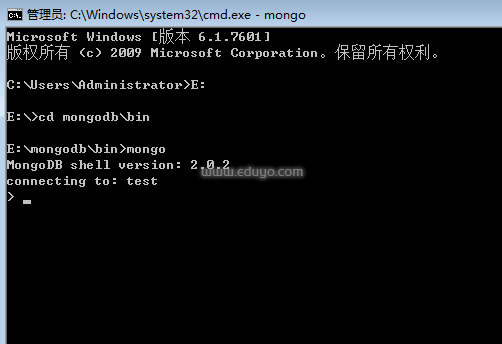 管理员: C:\Windows\system32\cmd.exe - mongo
Microsoft Windows [版本 6.1.7601]
版权所有 (c) 2009 Microsoft Corporation。保留所有权利。
C:\Users\Administrator>E:
E:\>cd mongodb\bin
E:\mongodb\bin>mongo
MongoDB shell version: 2.0.2
www.eduyo.com
connecting to: test
> _